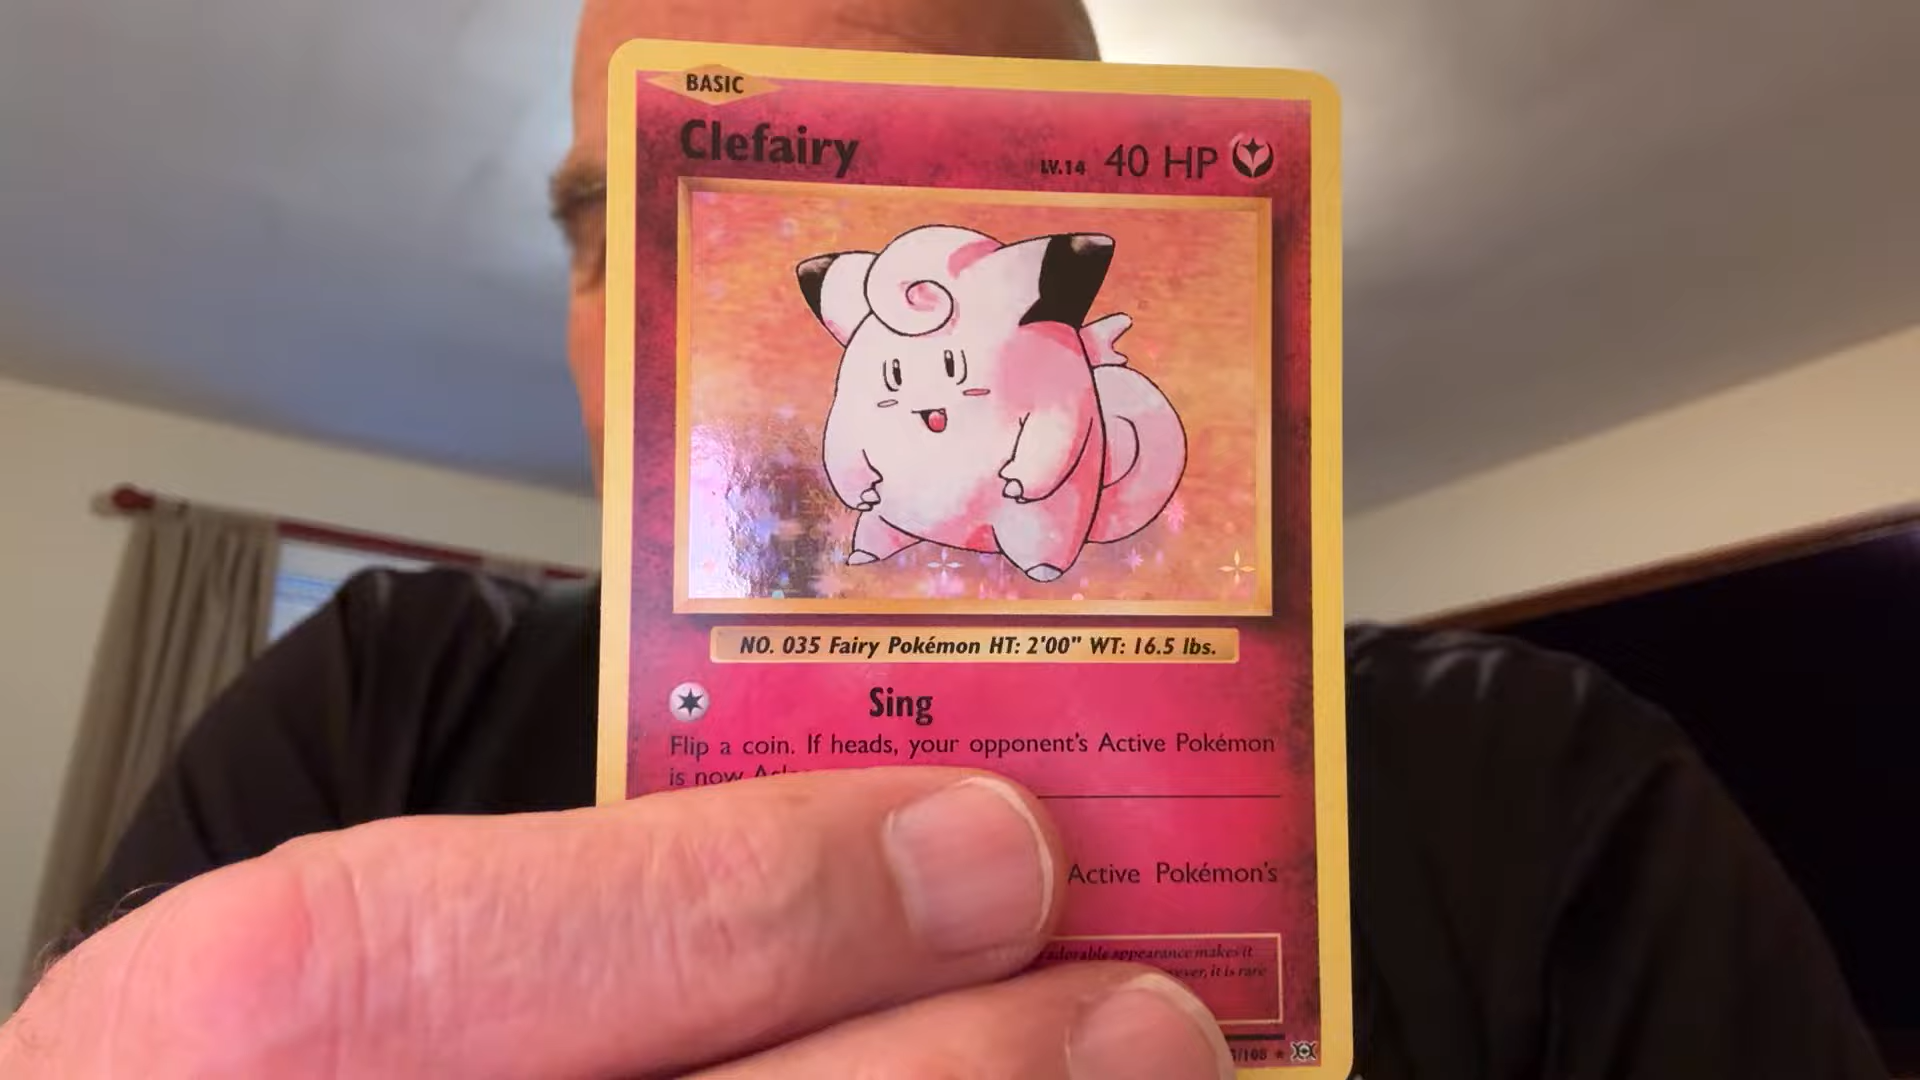 BASIC
Clefairy
LV.14 40 HP
NO. 035 Fairy Pokémon HT: 2'00" WT: 16.5 lbs.
Sing
Flip a coin. If heads, your opponent's Active Pokémon
is now
Active Pokémon's
adorable appearance makes it
it is rare
/108